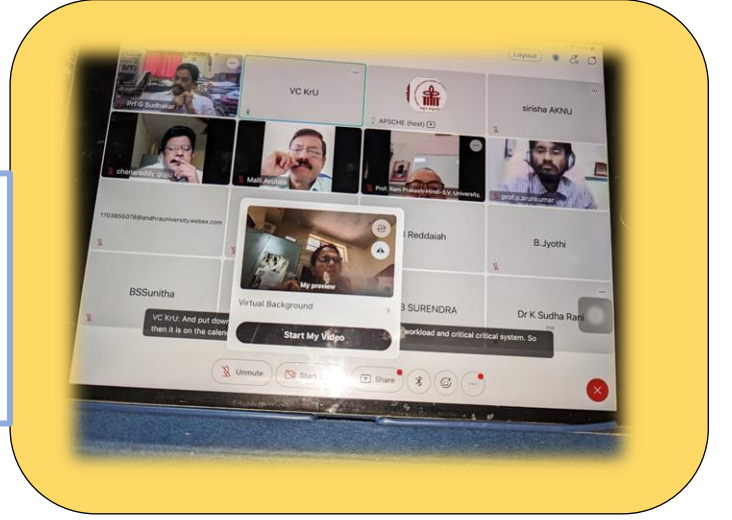 Layout
Prf G Sudhakar
VC KrU
APSCHE (host)
sirisha AKNU
chenareddy gujju
Malli Avutala
Prof. Ram Prakash-Hindi-S.V. University,
prof.p.arunkumar
1703856078@andhrauniversity.webex.com
Reddaiah
B.Jyothi
My preview
BSSunitha
Virtual Background
SURENDRA
Dr K Sudha Rani
me
VC KrU: And put down
workload and critical critical system. So
then it is on the calen
Start My Video
Unmute
Start
Share